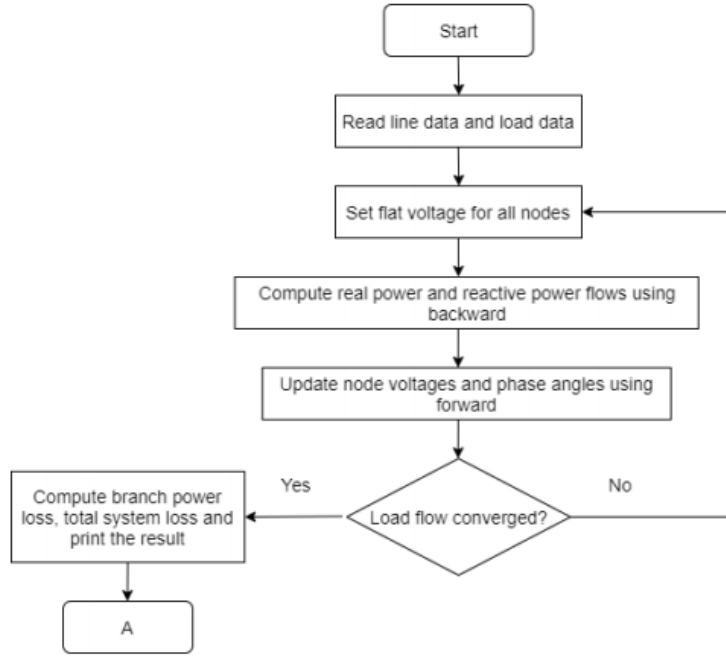 Start
Read line data and load data
Set flat voltage for all nodes
Compute real power and reactive power flows using
backward
Update node voltages and phase angles using
forward
Load flow converged?
Yes
No
Compute branch power
loss, total system loss and
print the result
A